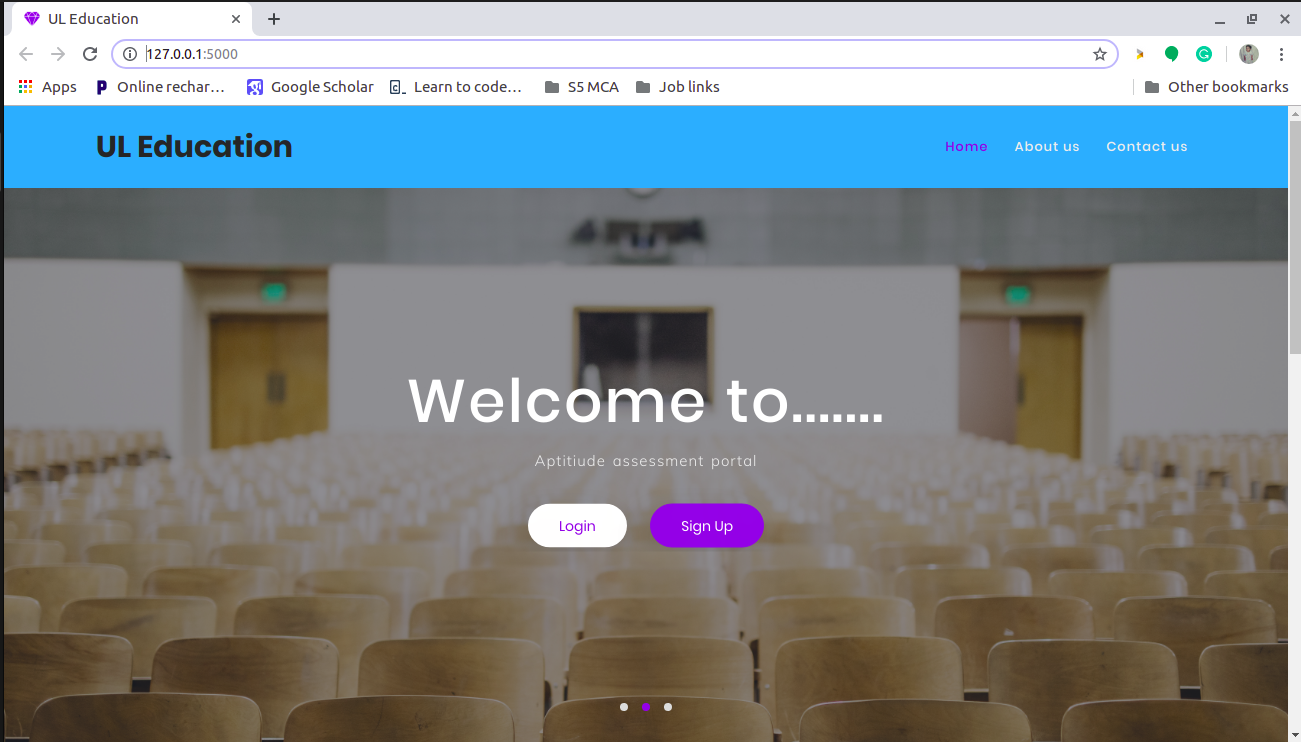 UL Education
127.0.0.1:5000
Apps Online rechar... Google Scholar Learn to code... S5 MCA Job links Other bookmarks
UL Education Home About us Contact us
Welcome to.......
Aptitiude assessment portal
Login Sign Up